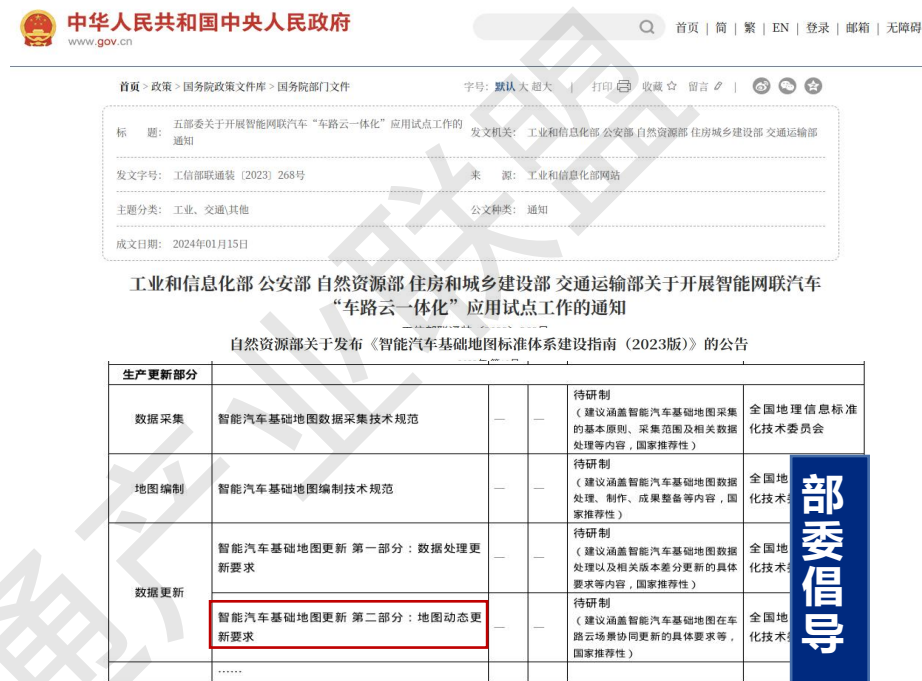 中华人民共和国中央人民政府
www.gov.cn
首页 | 简 | 繁 | EN | 登录 | 邮箱 | 无障碍
首页 > 政策 > 国务院政策文件库 > 国务院部门文件
字号：默认 大 超大 | 打印 收藏 留言 |
标 题： 五部委关于开展智能网联汽车“车路云一体化”应用试点工作的
通知
发文机关： 工业和信息化部 公安部 自然资源部 住房城乡建设部 交通运输部
发文字号： 工信部联通装〔2023〕268号
来 源： 工业和信息化部网站
主题分类： 工业、交通\其他
公文种类： 通知
成文日期： 2024年01月15日
工业和信息化部 公安部 自然资源部 住房和城乡建设部 交通运输部关于开展智能网联汽车
“车路云一体化”应用试点工作的通知
自然资源部关于发布《智能汽车基础地图标准体系建设指南（2023版）》的公告
生产更新部分
数据采集
智能汽车基础地图数据采集技术规范
—
—
待研制
（建议涵盖智能汽车基础地图采集
的基本原则、采集范围及相关数据
处理等内容，国家推荐性）
全国地理信息标准
化技术委员会
地图编制
智能汽车基础地图编制技术规范
—
—
待研制
（建议涵盖智能汽车基础地图数据
处理、制作、成果整备等内容，国
家推荐性）
全国地
化技术
数据更新
智能汽车基础地图更新 第一部分：数据处理更
新要求
—
—
待研制
（建议涵盖智能汽车基础地图数据
处理以及相关版本差分更新的具体
要求等内容，国家推荐性）
全国地
化技术
智能汽车基础地图更新 第二部分：地图动态更
新要求
—
—
待研制
（建议涵盖智能汽车基础地图在车
路云场景协同更新的具体要求等，
国家推荐性）
全国地
化技术
……
部委倡导
通产业联盟